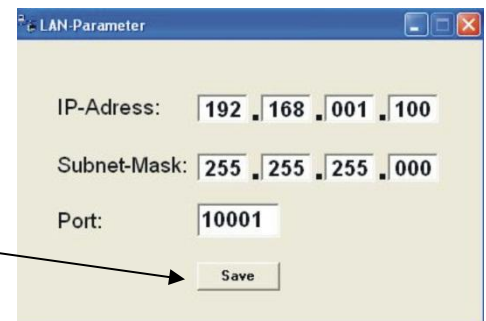 LAN-Parameter
IP-Adress: 192.168.001.100
Subnet-Mask: 255.255.255.000
Port: 10001
Save